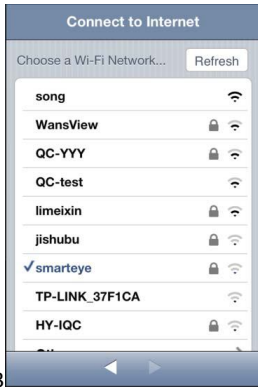 Connect to Internet
Choose a Wi-Fi Network... Refresh
song
WansView
QC-YYY
QC-test
limeixin
jishubu
smarteye
TP-LINK_37F1CA
HY-IQC